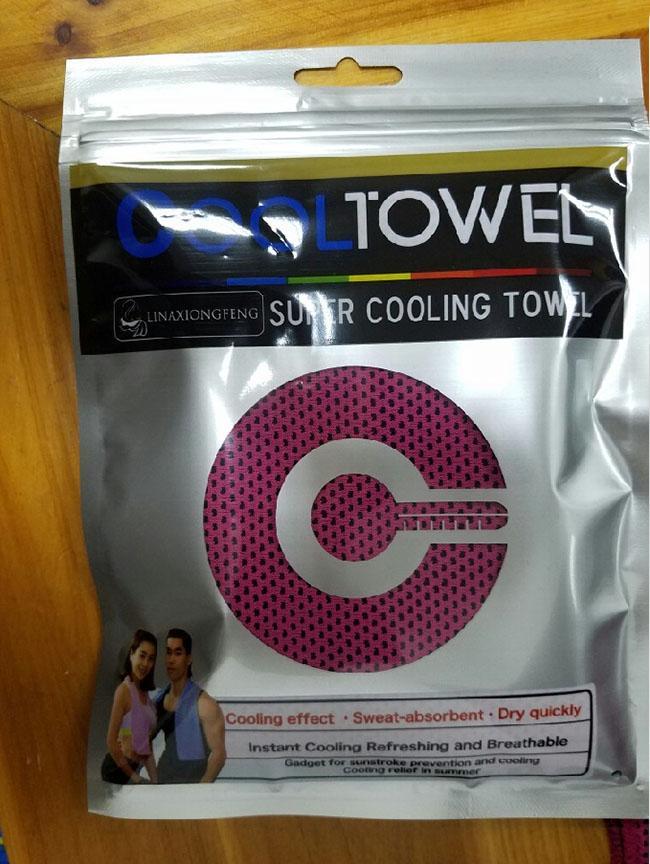 COOLTOWEL
LINAXIONGFENG SUPER COOLING TOWEL
Cooling effect · Sweat-absorbent · Dry quickly
Instant Cooling Refreshing and Breathable
Gadget for sunstroke prevention and cooling
Cooling relief in summer